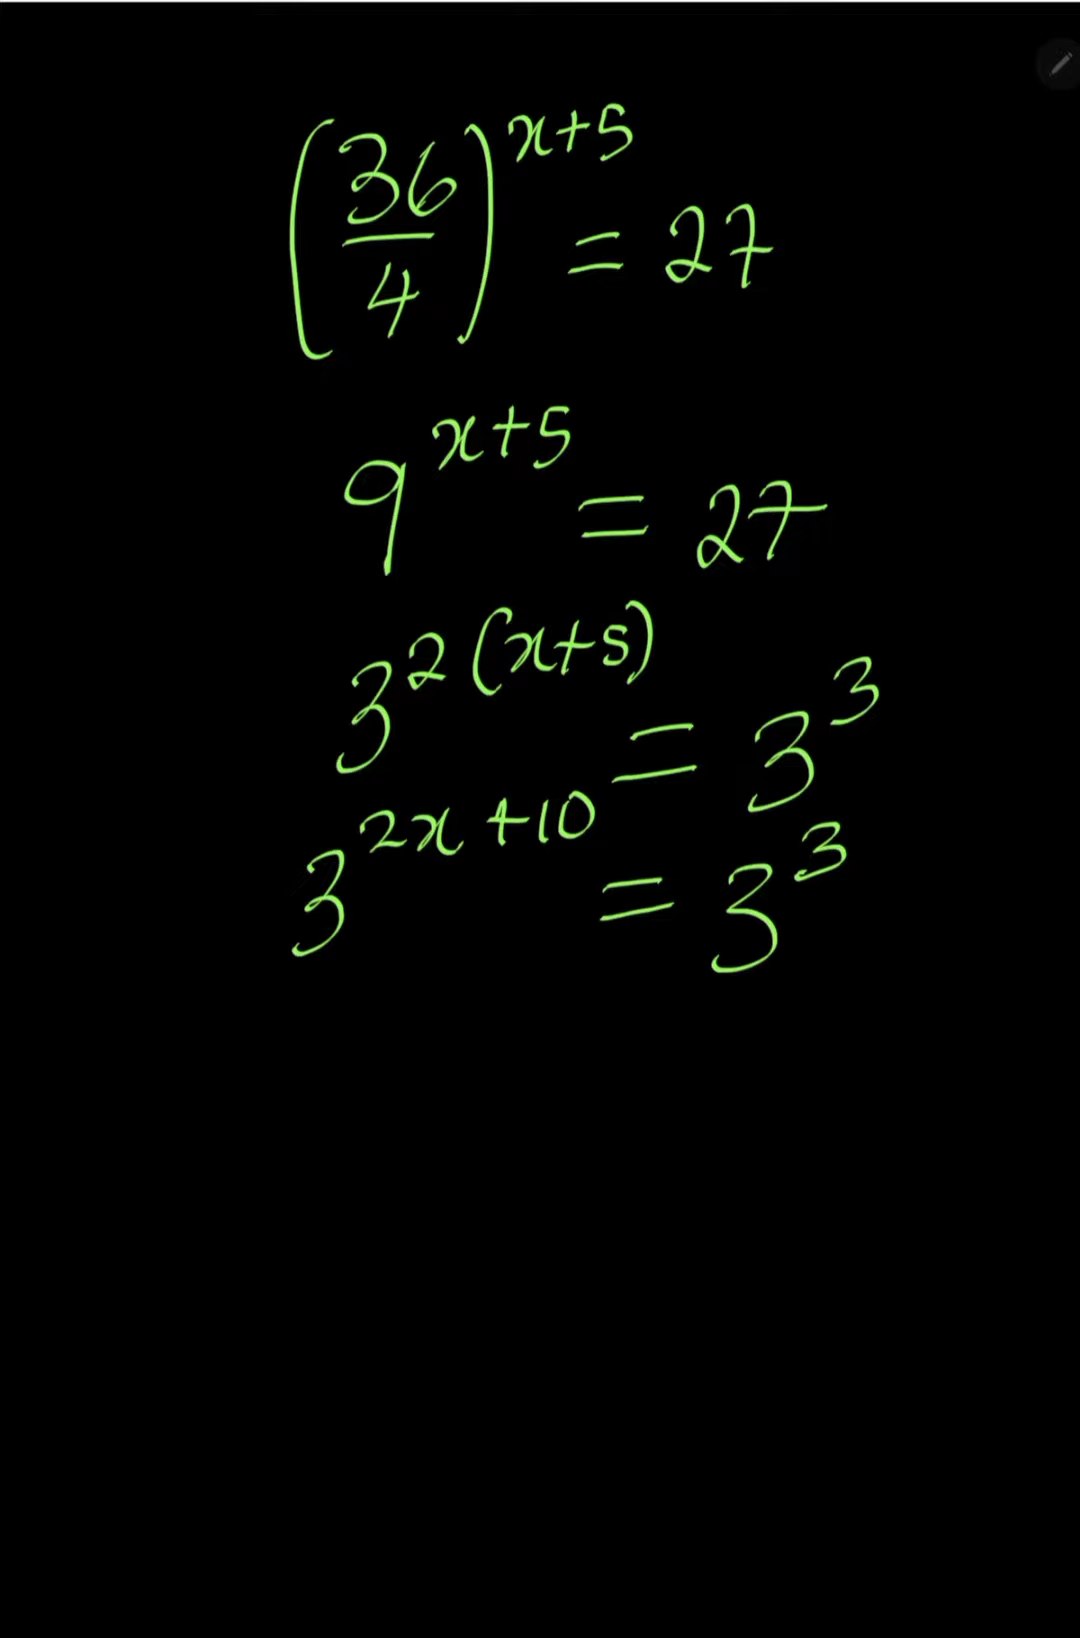 (36/4)^(x+5) = 27
9^(x+5) = 27
3^(2(x+5)) = 3^3
3^(2x+10) = 3^3